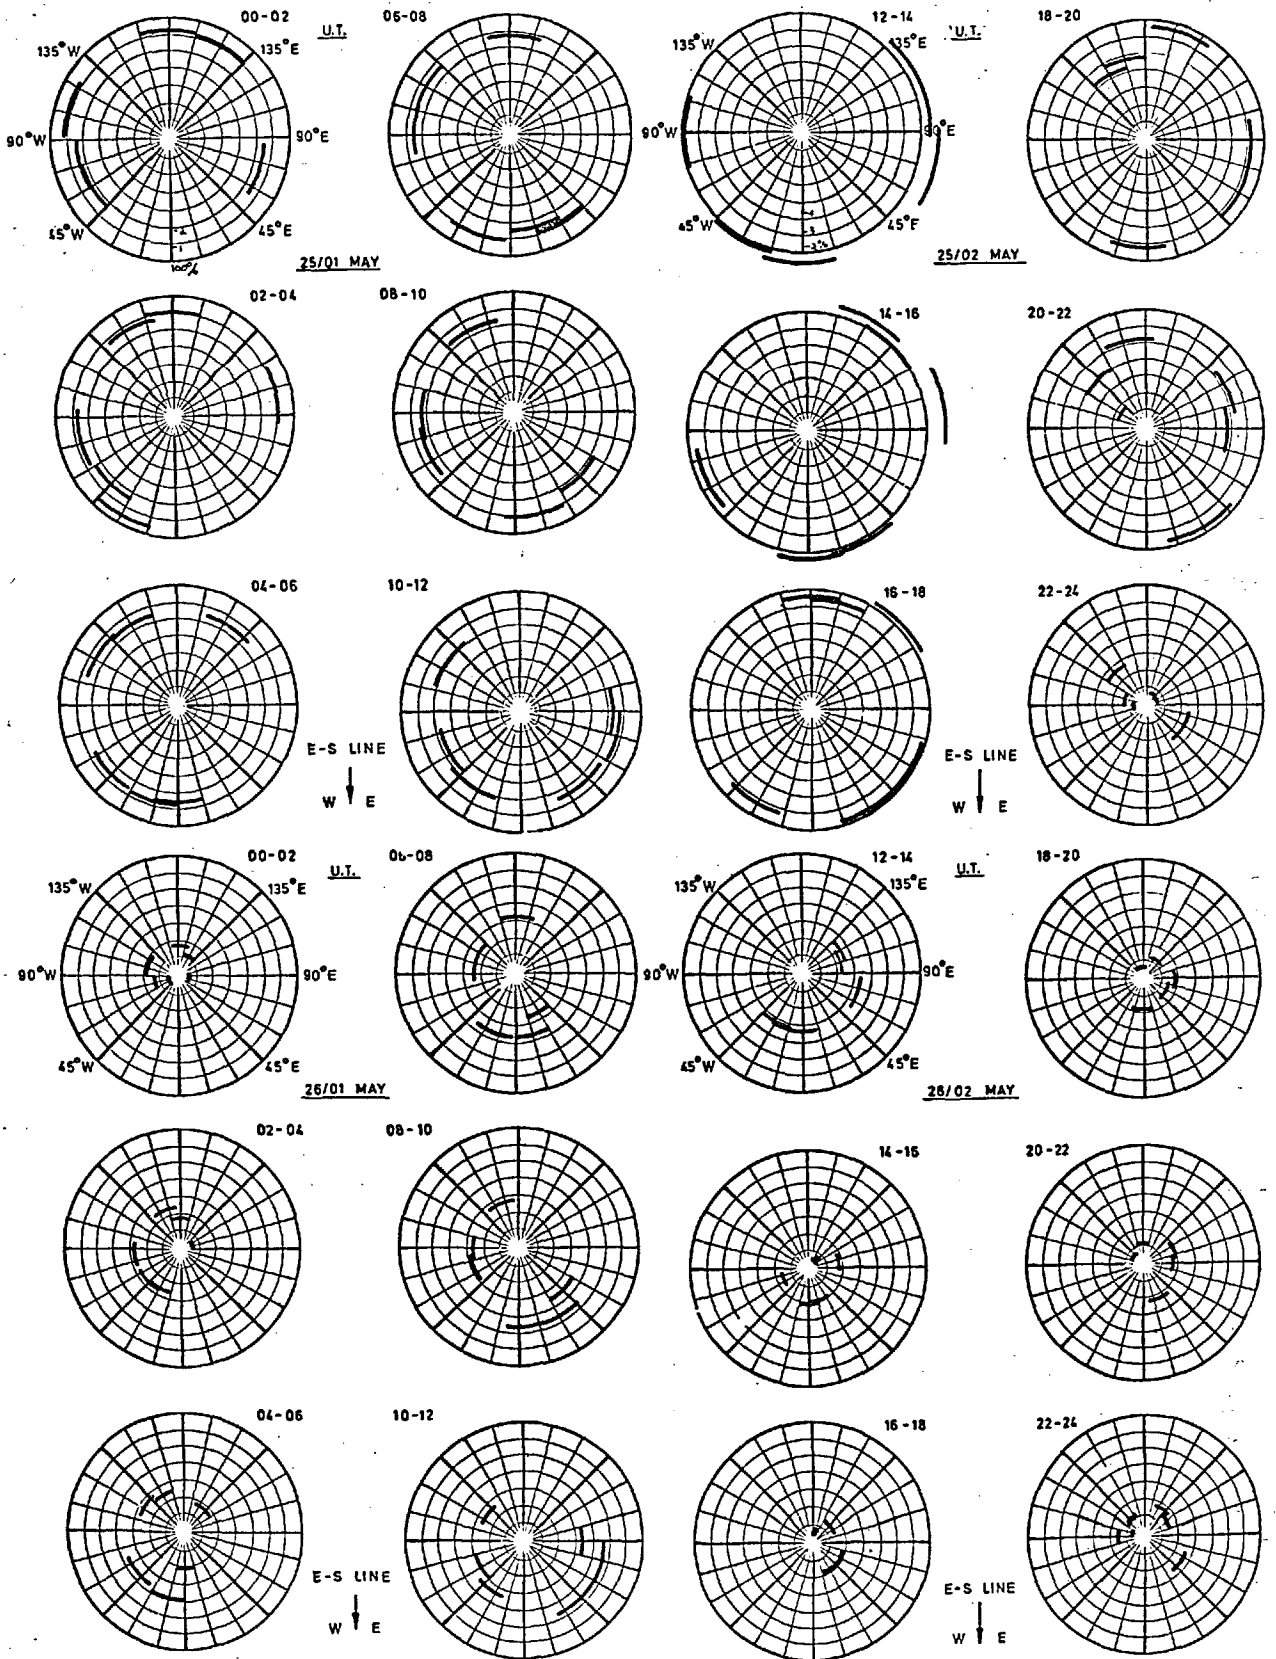 00-02 U.T. 06-08 12-14 U.T. 18-20
135°W 135°E 135°W 135°E
90°W 90°E 90°W 90°E
45°W 45°E 45°W 45°E
100%
25/01 MAY 25/02 MAY
02-04 08-10 14-16 20-22
04-06 10-12 16-18 22-24
E-S LINE E-S LINE
W E W E
00-02 U.T. 06-08 12-14 U.T. 18-20
135°W 135°E 135°W 135°E
90°W 90°E 90°W 90°E
45°W 45°E 45°W 45°E
26/01 MAY 26/02 MAY
02-04 08-10 14-16 20-22
04-06 10-12 16-18 22-24
E-S LINE E-S LINE
W E W E